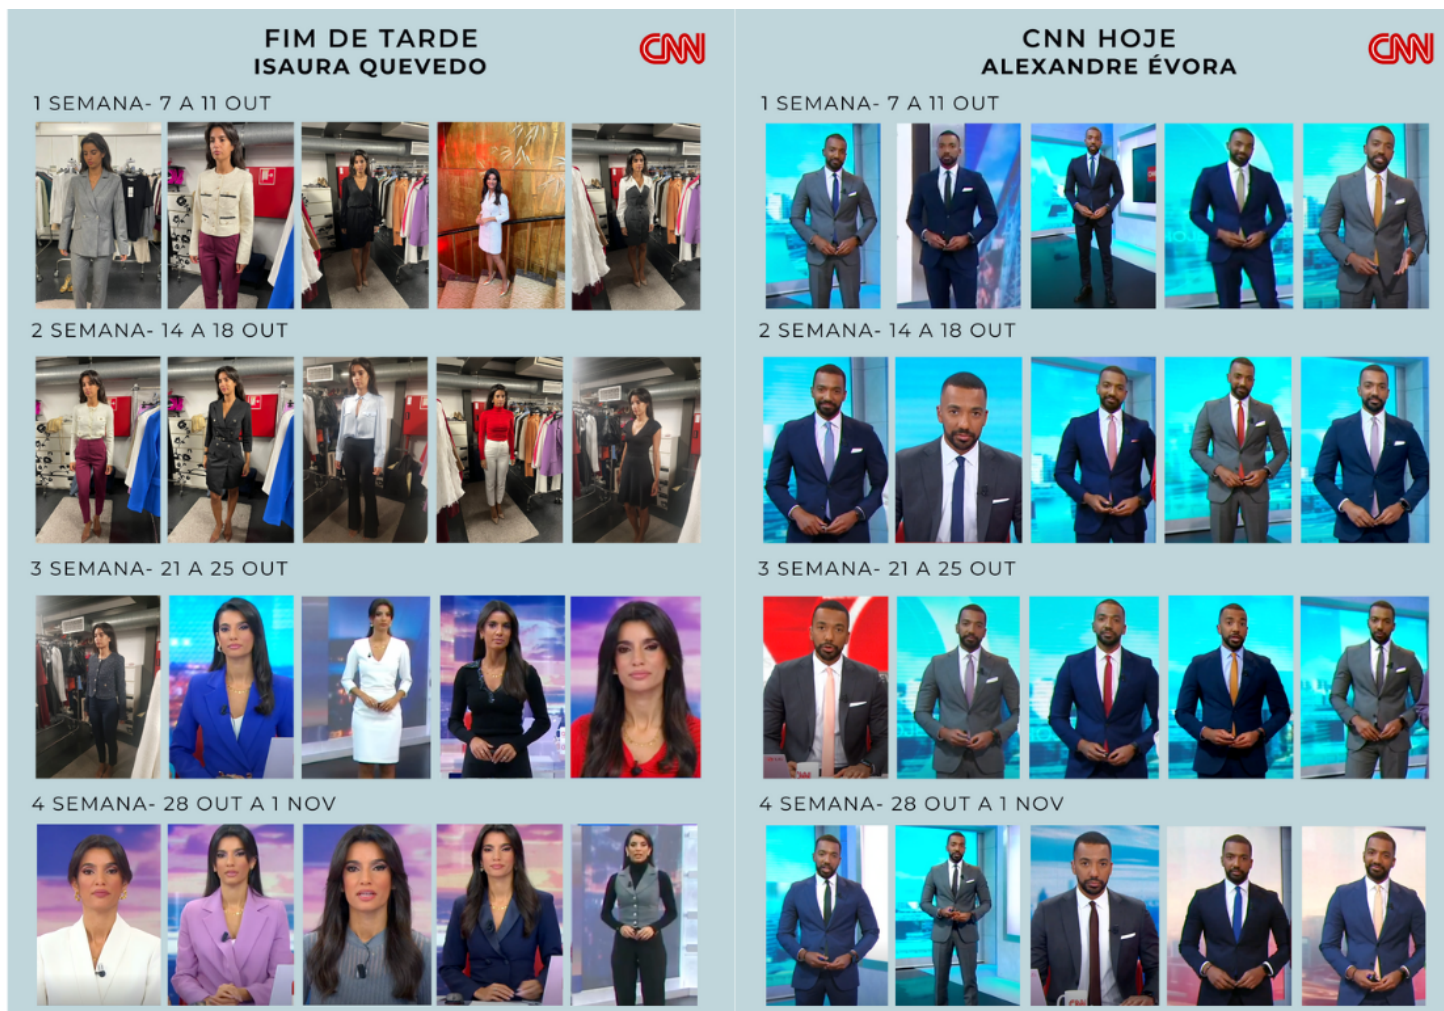 FIM DE TARDE
ISAURA QUEVEDO
CNN
1 SEMANA- 7 A 11 OUT
2 SEMANA- 14 A 18 OUT
3 SEMANA- 21 A 25 OUT
4 SEMANA- 28 OUT A 1 NOV
CNN HOJE
ALEXANDRE ÉVORA
CNN
1 SEMANA- 7 A 11 OUT
2 SEMANA- 14 A 18 OUT
3 SEMANA- 21 A 25 OUT
CNN
4 SEMANA- 28 OUT A 1 NOV
CNN